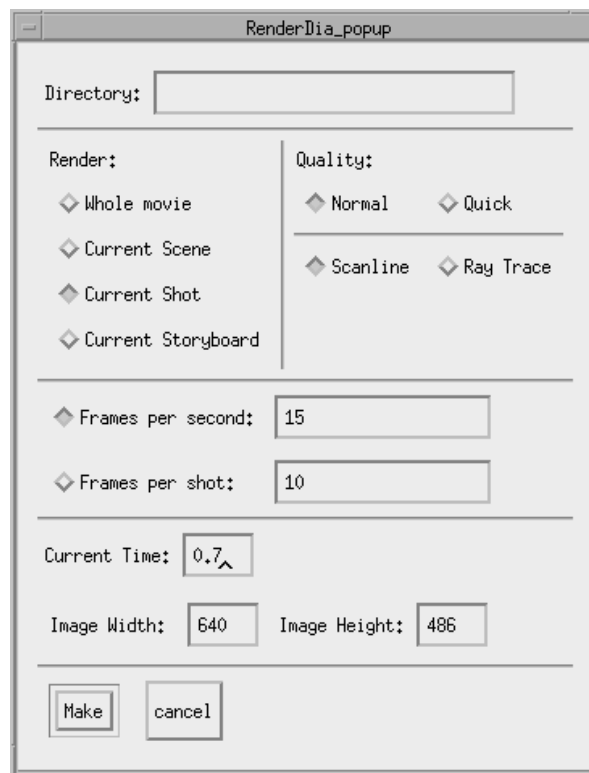 RenderDia_popup
Directory:
Render:
Whole movie
Current Scene
Current Shot
Current Storyboard
Quality:
Normal Quick
Scanline Ray Trace
Frames per second: 15
Frames per shot: 10
Current Time: 0.7
Image Width: 640 Image Height: 486
Make cancel